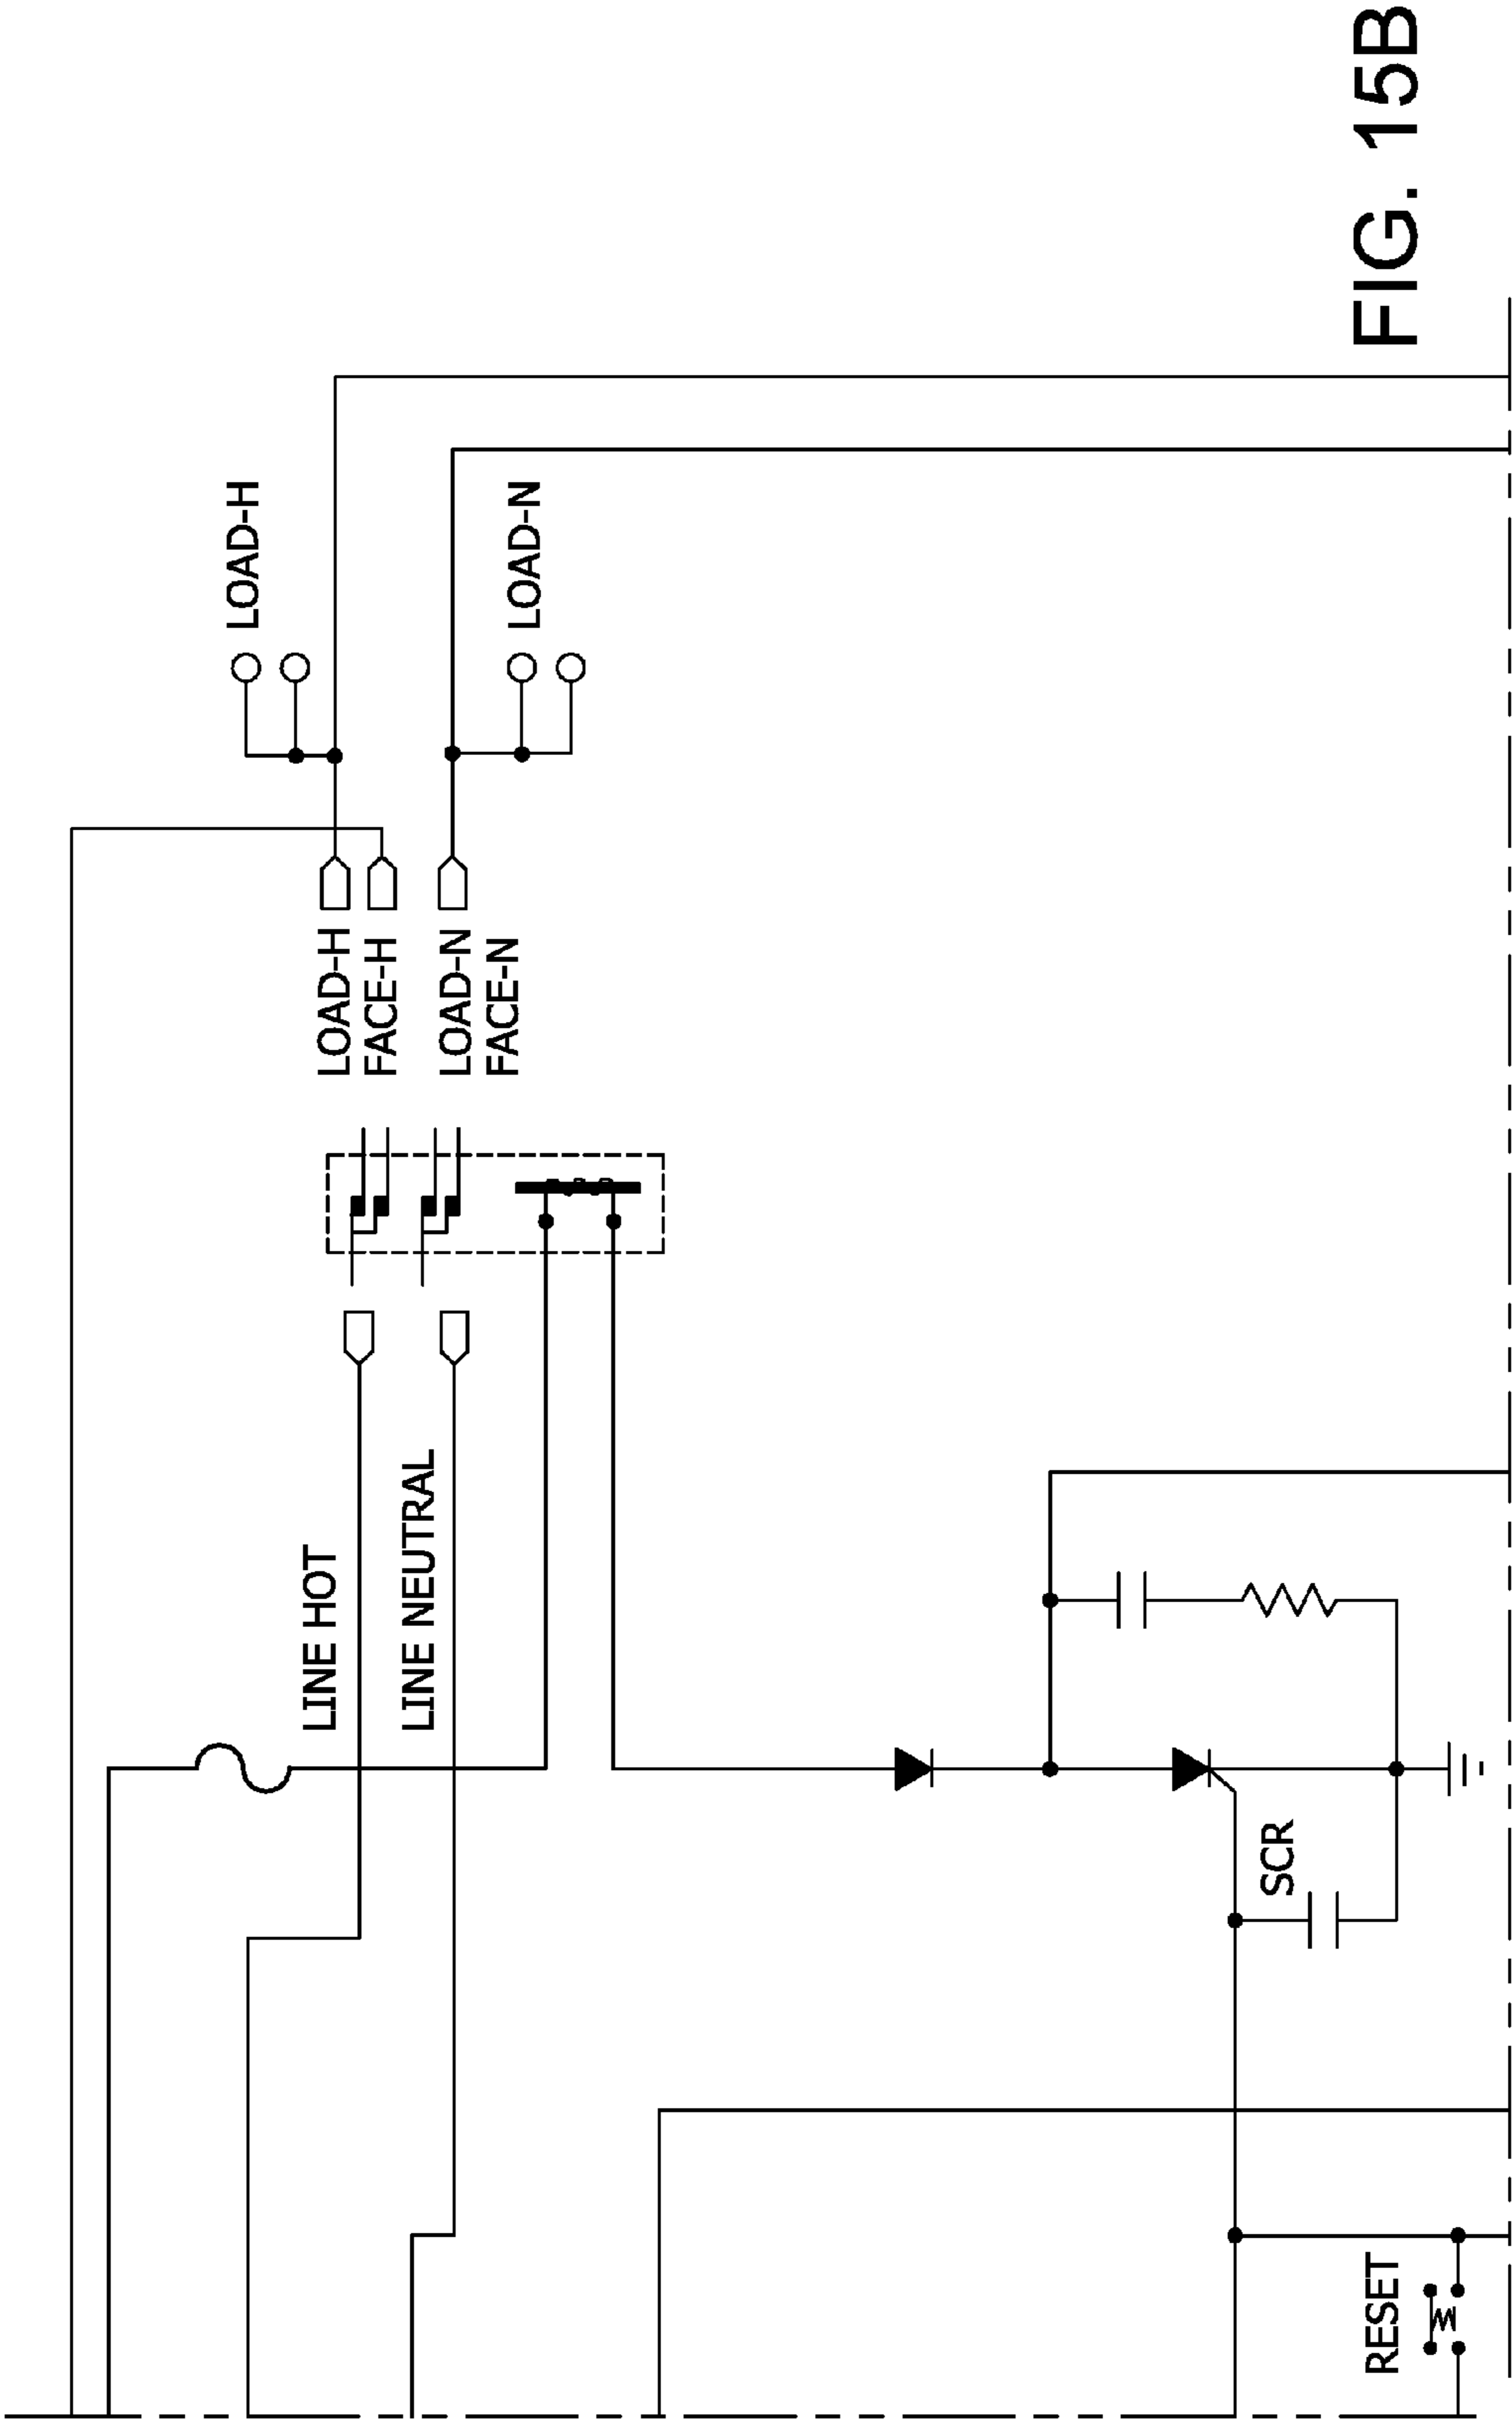 LOAD-H
LOAD-H
FACE-H
LOAD-N
FACE-N
LOAD-N
LINE HOT
LINE NEUTRAL
SCR
RESET
FIG. 15B